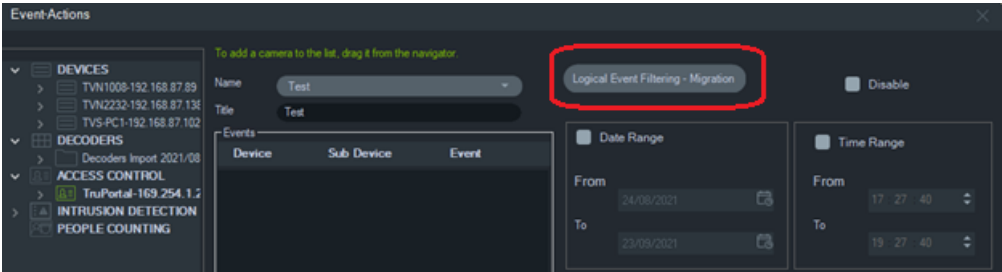 Event-Actions
To add a camera to the list, drag it from the navigator.
DEVICES
TVN1008-192.168.87.89
TVN2232-192.168.87.138
TVS-PC1-192.168.87.102
DECODERS
Decoders Import 2021/08
ACCESS CONTROL
TruPortal-169.254.1.2
INTRUSION DETECTION
PEOPLE COUNTING
Name
Test
Title
Test
Events
Device Sub Device Event
Logical Event Filtering - Migration
Disable
Date Range
From
24/08/2021
To
23/09/2021
Time Range
From
17 27 40
To
19 27 40